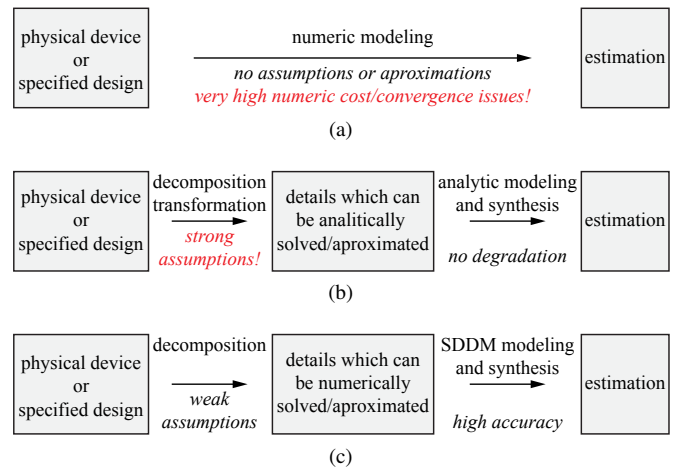 physical device
or
specified design
numeric modeling
no assumptions or aproximations
very high numeric cost/convergence issues!
estimation
(a)
physical device
or
specified design
decomposition
transformation
strong
assumptions!
details which can
be analitically
solved/aproximated
analytic modeling
and synthesis
no degradation
estimation
(b)
physical device
or
specified design
decomposition
weak
assumptions
details which can
be numerically
solved/aproximated
SDDM modeling
and synthesis
high accuracy
estimation
(c)